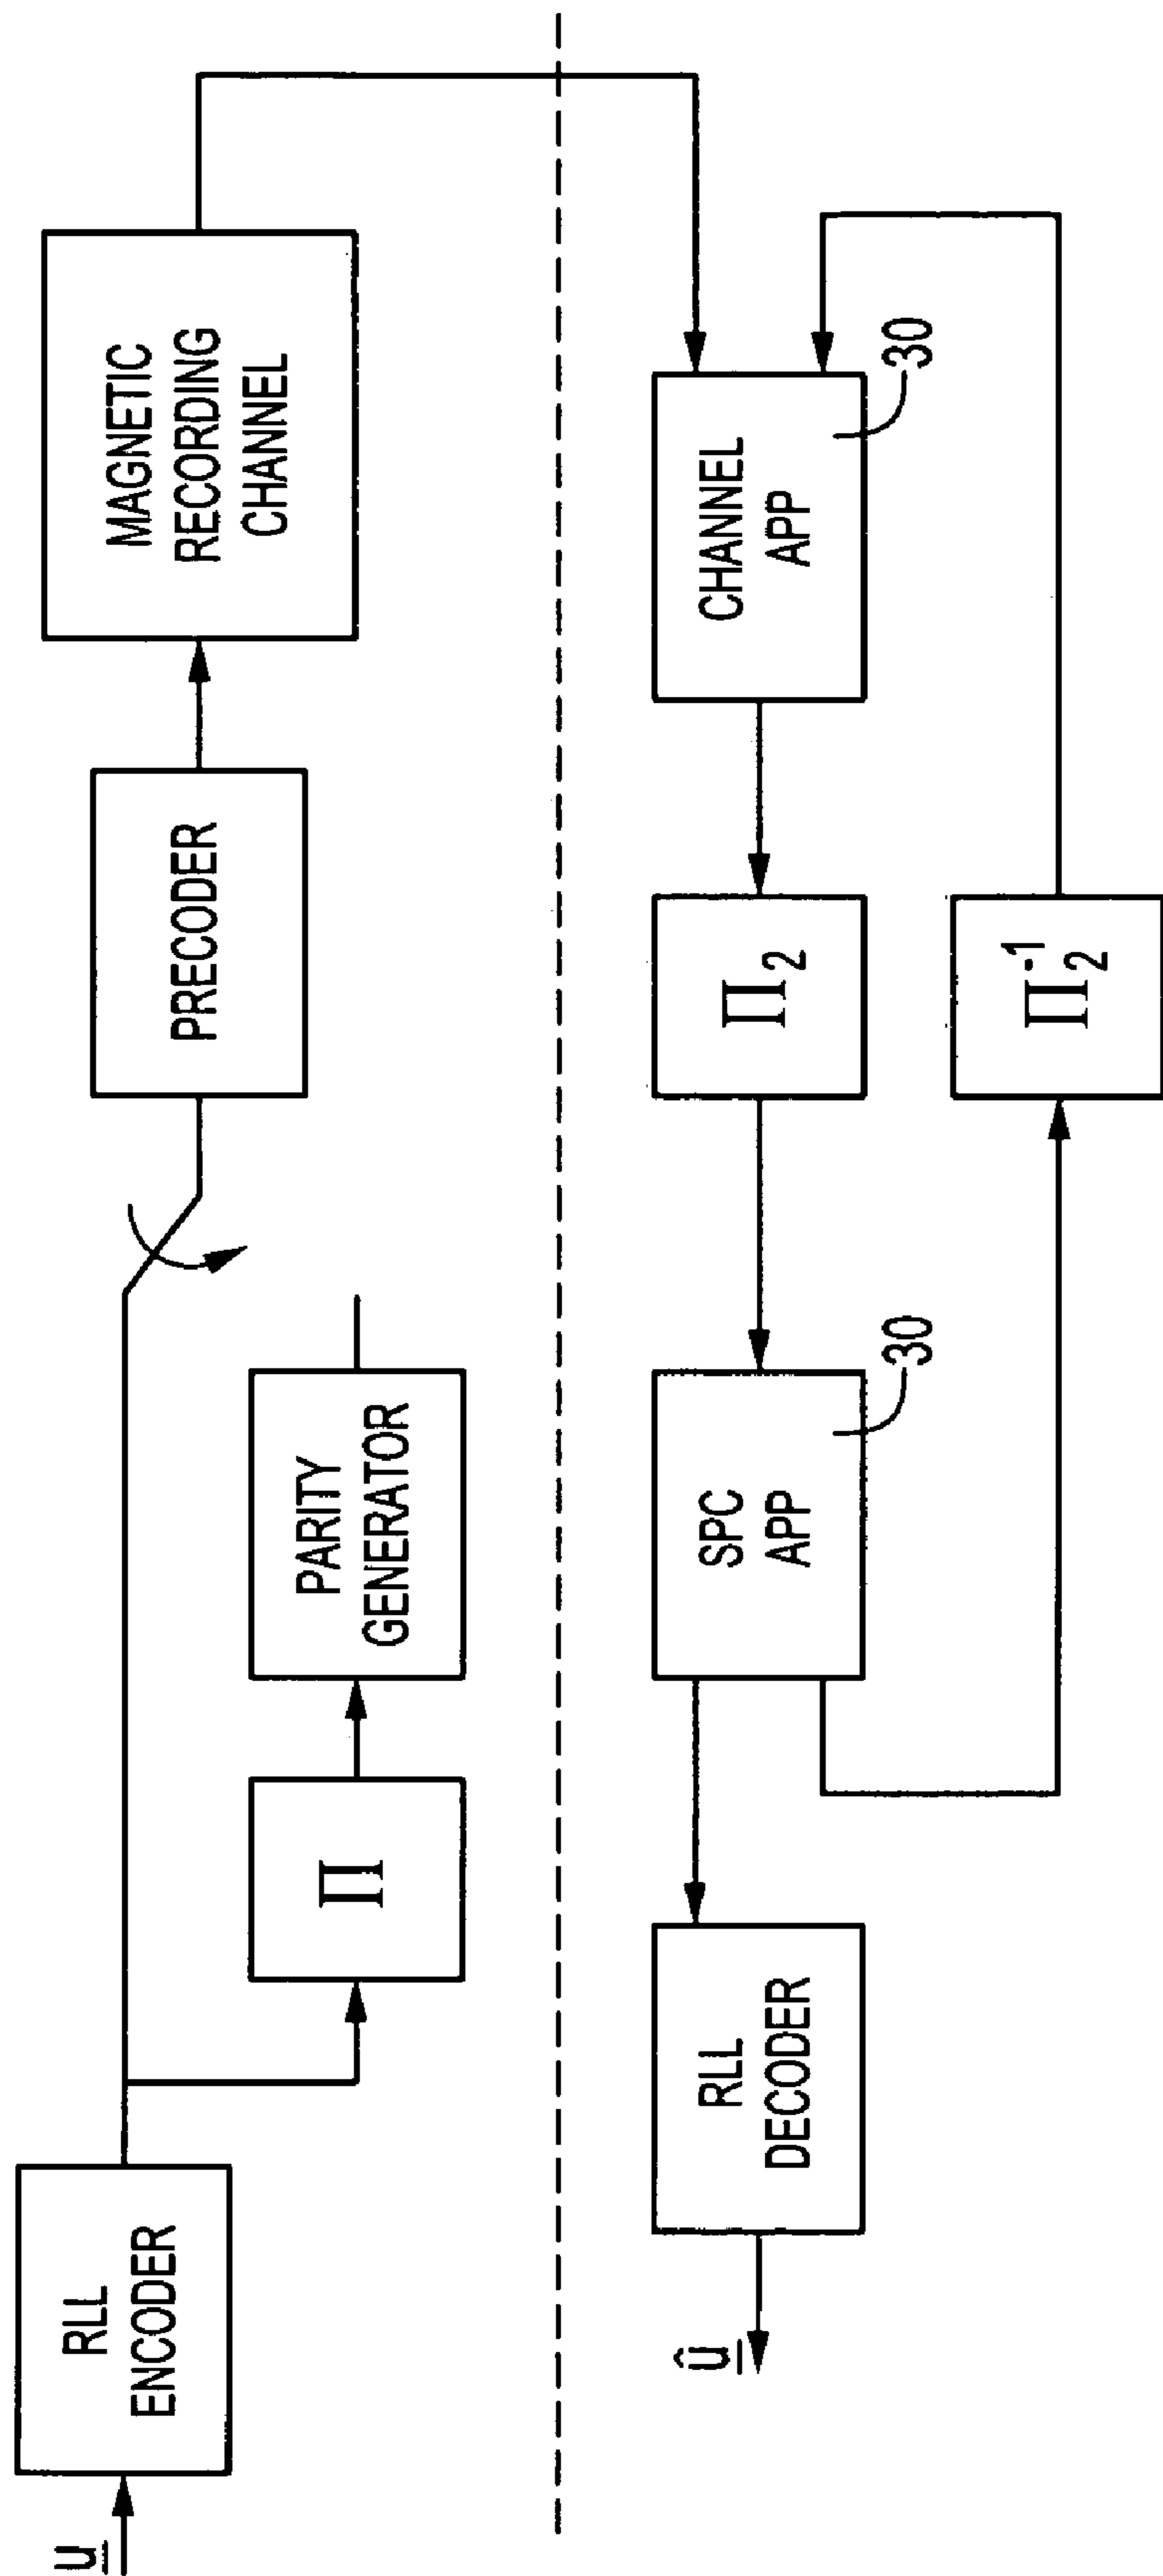 u
RLL
ENCODER
Π
PARITY
GENERATOR
PRECODER
MAGNETIC
RECORDING
CHANNEL
û
RLL
DECODER
SPC
APP
30
Π₂
Π₂⁻¹
CHANNEL
APP
30